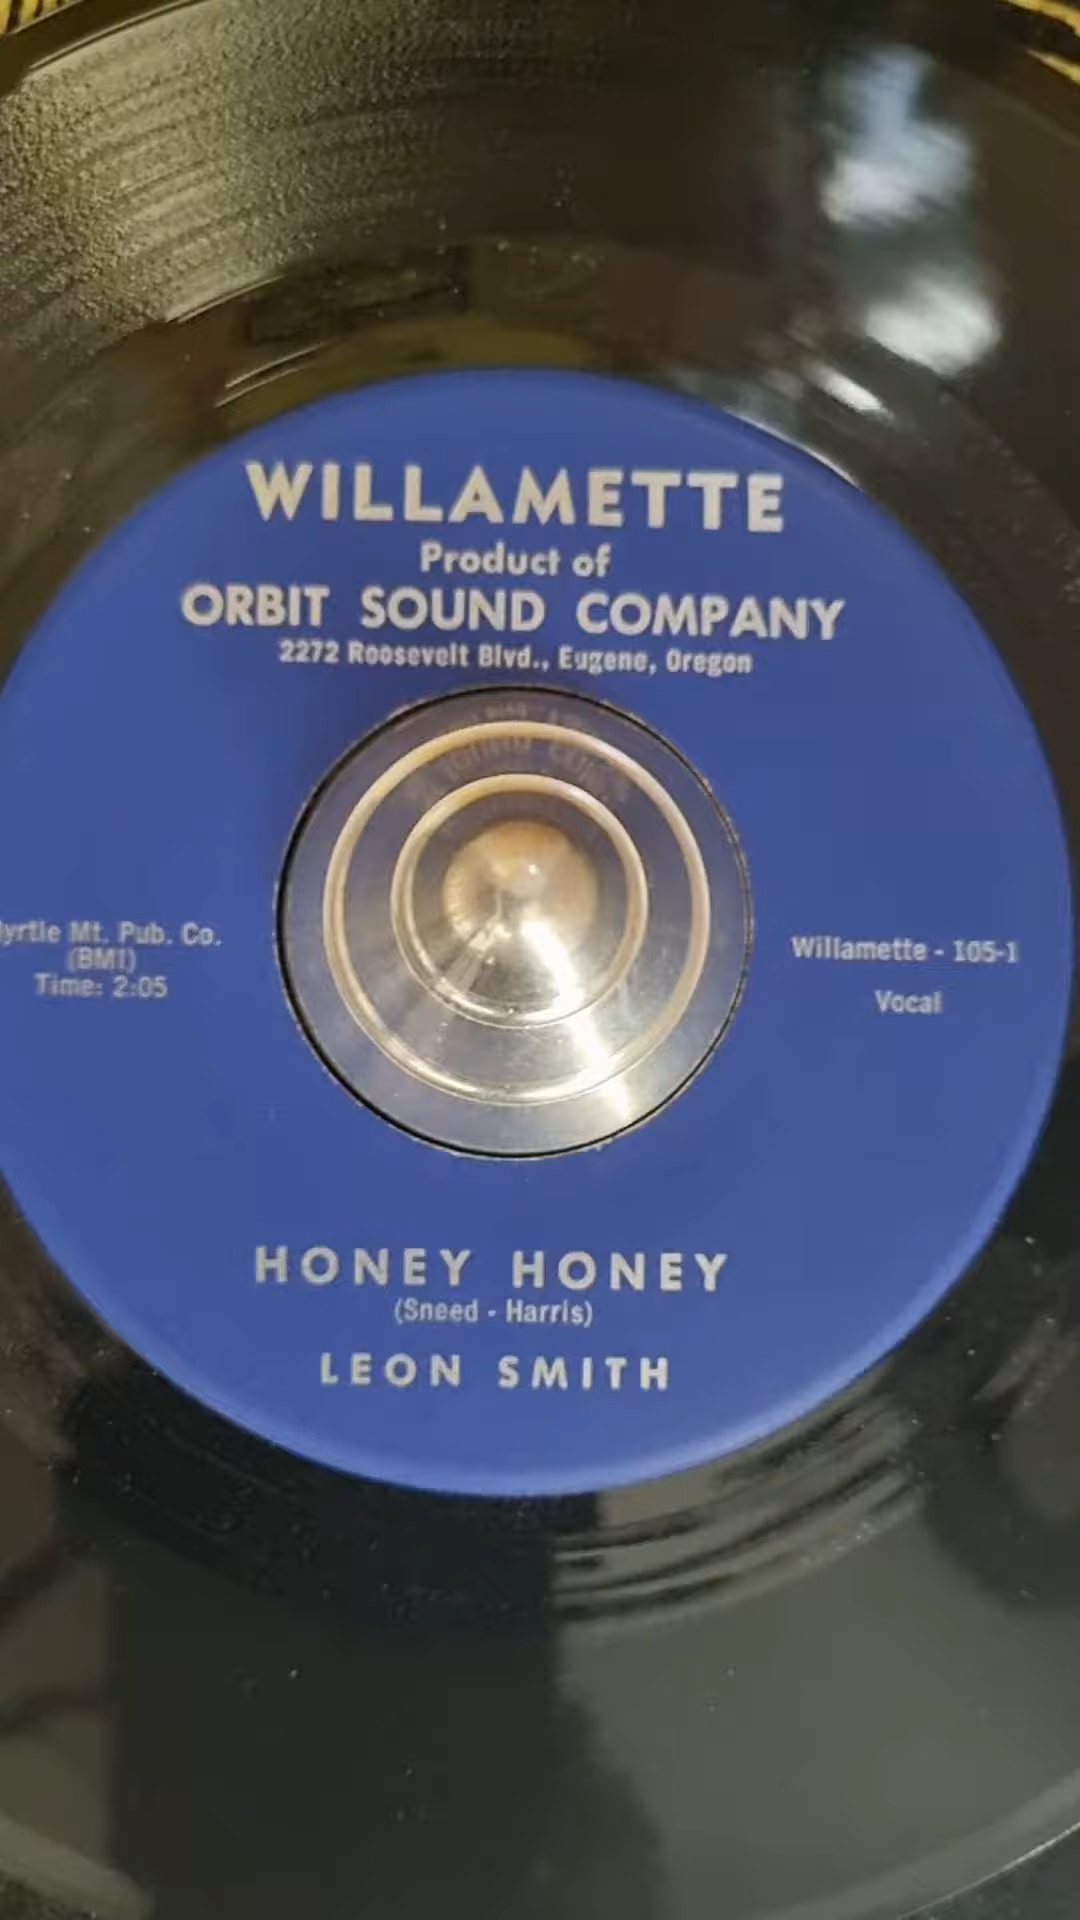 WILLAMETTE
Product of
ORBIT SOUND COMPANY
2272 Roosevelt Blvd., Eugene, Oregon
Mt. Pub. Co.
(BMI)
Time: 2:05
Willamette - 105-1
Vocal
HONEY HONEY
(Sneed - Harris)
LEON SMITH